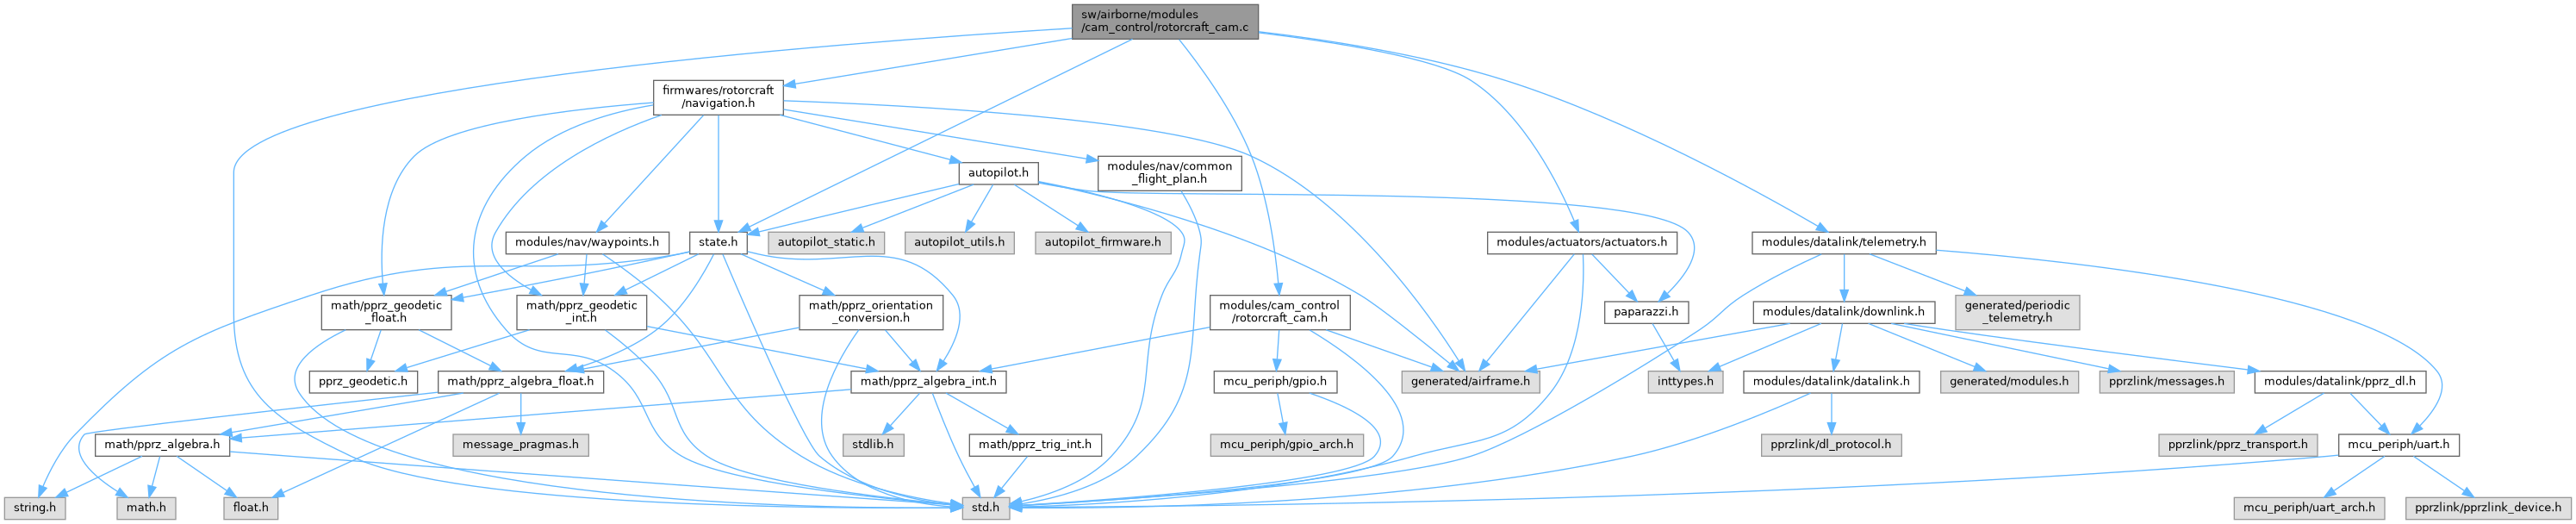 sw/airborne/modules
/cam_control/rotorcraft_cam.c
firmwares/rotorcraft
/navigation.h
modules/nav/common
_flight_plan.h
autopilot.h
modules/nav/waypoints.h
state.h
autopilot_static.h
autopilot_utils.h
autopilot_firmware.h
modules/actuators/actuators.h
modules/datalink/telemetry.h
math/pprz_geodetic
_float.h
math/pprz_geodetic
_int.h
math/pprz_orientation
_conversion.h
modules/cam_control
/rotorcraft_cam.h
paparazzi.h
modules/datalink/downlink.h
generated/periodic
_telemetry.h
pprz_geodetic.h
math/pprz_algebra_float.h
math/pprz_algebra_int.h
mcu_periph/gpio.h
generated/airframe.h
inttypes.h
modules/datalink/datalink.h
generated/modules.h
pprzlink/messages.h
modules/datalink/pprz_dl.h
math/pprz_algebra.h
message_pragmas.h
stdlib.h
math/pprz_trig_int.h
mcu_periph/gpio_arch.h
pprzlink/dl_protocol.h
pprzlink/pprz_transport.h
mcu_periph/uart.h
string.h
math.h
float.h
std.h
mcu_periph/uart_arch.h
pprzlink/pprzlink_device.h